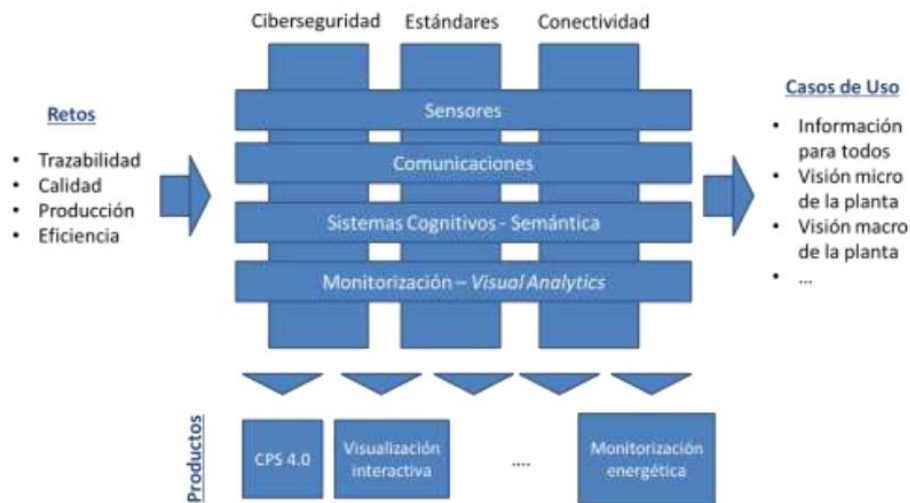 Ciberseguridad
Estándares
Conectividad
Retos
• Trazabilidad
• Calidad
• Producción
• Eficiencia
Sensores
Comunicaciones
Sistemas Cognitivos - Semántica
Monitorización – Visual Analytics
Casos de Uso
• Información
para todos
• Visión micro
de la planta
• Visión macro
de la planta
• ...
Productos
CPS 4.0
Visualización
interactiva
....
Monitorización
energética